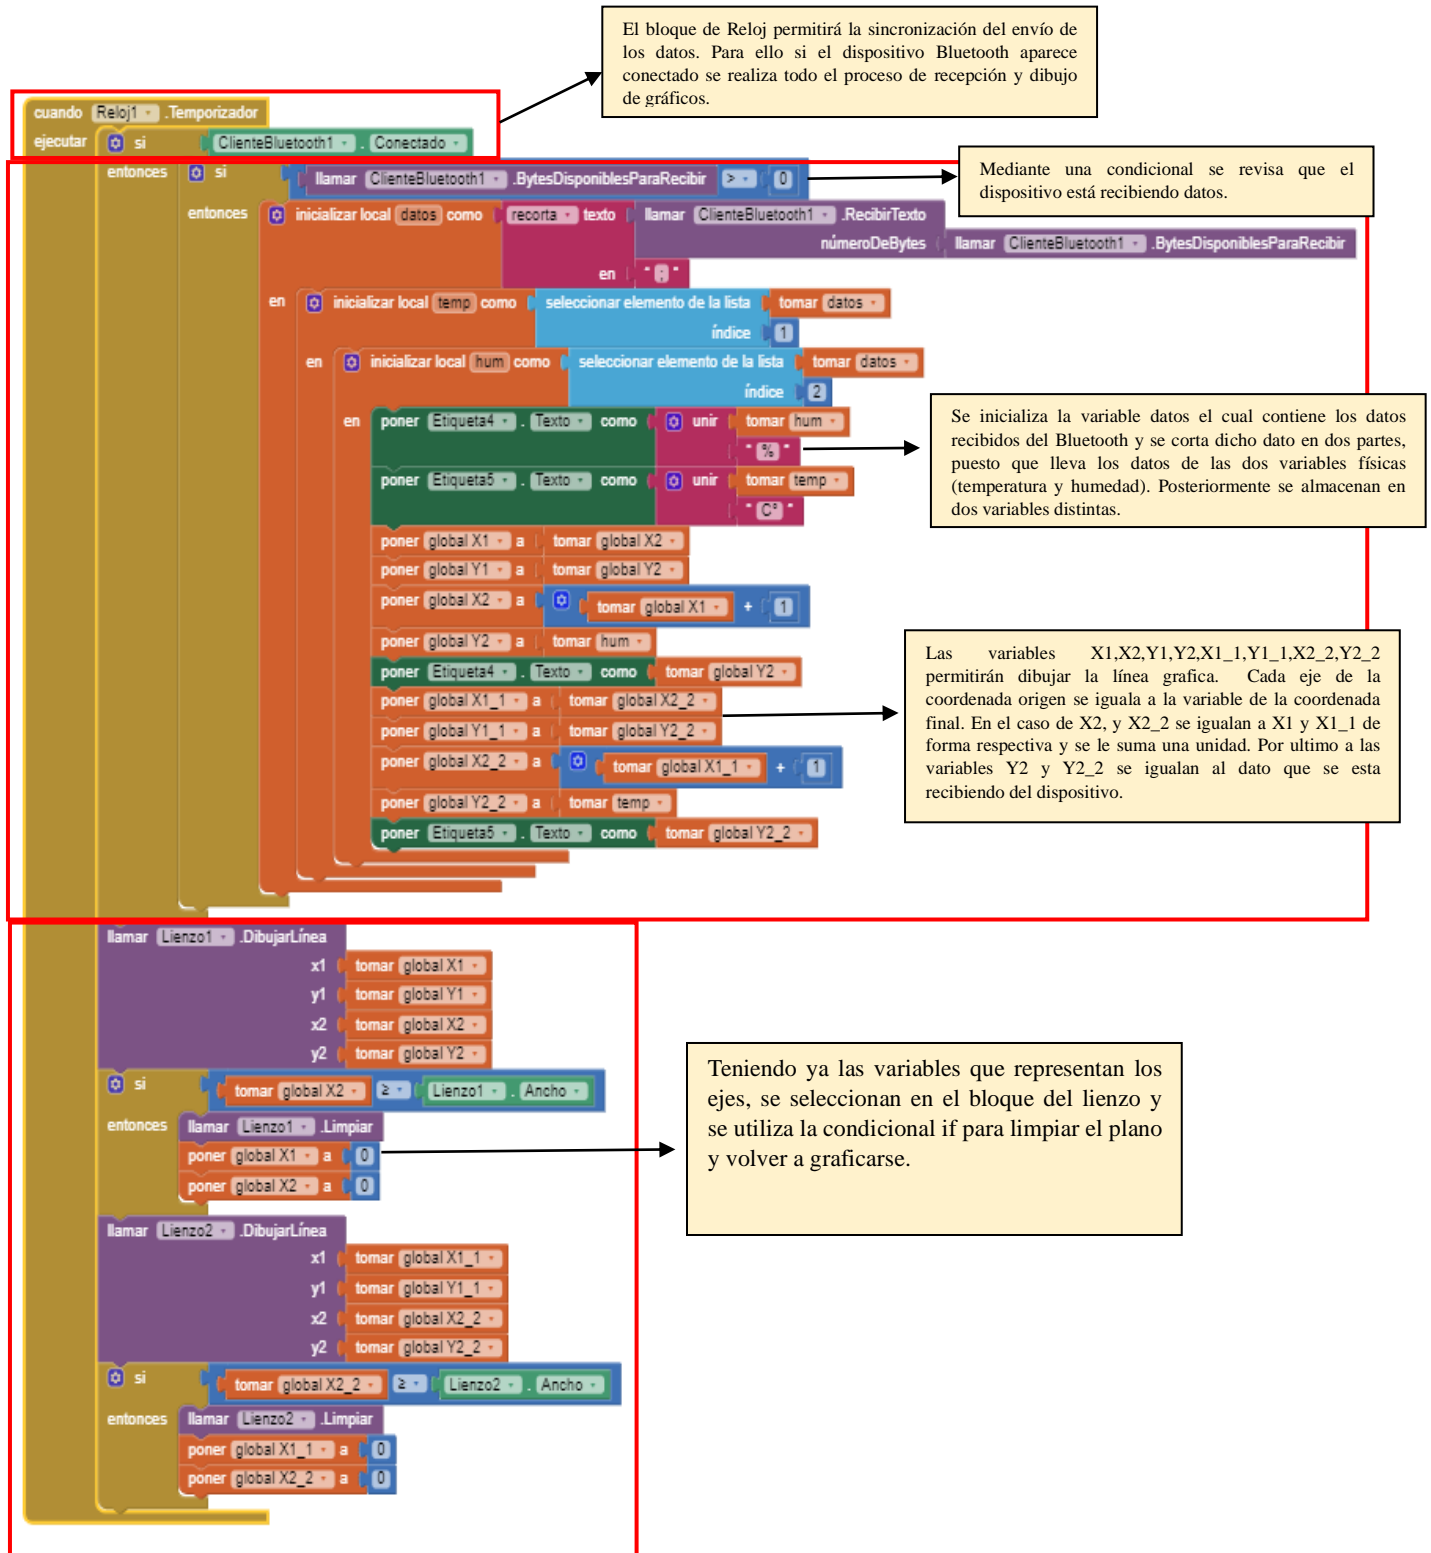 El bloque de Reloj permitirá la sincronización del envío de
los datos. Para ello si el dispositivo Bluetooth aparece
conectado se realiza todo el proceso de recepción y dibujo
de gráficos.
cuando Reloj1 .Temporizador
ejecutar si ClienteBluetooth1 . Conectado
entonces si llamar ClienteBluetooth1 .BytesDisponiblesParaRecibir > 0
Mediante una condicional se revisa que el
dispositivo está recibiendo datos.
entonces inicializar local datos como recorta texto llamar ClienteBluetooth1 .RecibirTexto
númeroDeBytes llamar ClienteBluetooth1 .BytesDisponiblesParaRecibir
en " ; "
en inicializar local temp como seleccionar elemento de la lista tomar datos
índice 1
en inicializar local hum como seleccionar elemento de la lista tomar datos
índice 2
en poner Etiqueta4 . Texto como unir tomar hum
" % "
poner Etiqueta5 . Texto como unir tomar temp
" C° "
Se inicializa la variable datos el cual contiene los datos
recibidos del Bluetooth y se corta dicho dato en dos partes,
puesto que lleva los datos de las dos variables físicas
(temperatura y humedad). Posteriormente se almacenan en
dos variables distintas.
poner global X1 a tomar global X2
poner global Y1 a tomar global Y2
poner global X2 a tomar global X1 + 1
poner global Y2 a tomar hum
poner Etiqueta4 . Texto como tomar global Y2
poner global X1_1 a tomar global X2_2
poner global Y1_1 a tomar global Y2_2
poner global X2_2 a tomar global X1_1 + 1
poner global Y2_2 a tomar temp
poner Etiqueta5 . Texto como tomar global Y2_2
Las variables X1,X2,Y1,Y2,X1_1,Y1_1,X2_2,Y2_2
permitirán dibujar la línea grafica. Cada eje de la
coordenada origen se iguala a la variable de la coordenada
final. En el caso de X2, y X2_2 se igualan a X1 y X1_1 de
forma respectiva y se le suma una unidad. Por ultimo a las
variables Y2 y Y2_2 se igualan al dato que se esta
recibiendo del dispositivo.
llamar Lienzo1 .DibujarLínea
x1 tomar global X1
y1 tomar global Y1
x2 tomar global X2
y2 tomar global Y2
si tomar global X2 ≥ Lienzo1 . Ancho
entonces llamar Lienzo1 .Limpiar
poner global X1 a 0
poner global X2 a 0
Teniendo ya las variables que representan los
ejes, se seleccionan en el bloque del lienzo y
se utiliza la condicional if para limpiar el plano
y volver a graficarse.
llamar Lienzo2 .DibujarLínea
x1 tomar global X1_1
y1 tomar global Y1_1
x2 tomar global X2_2
y2 tomar global Y2_2
si tomar global X2_2 ≥ Lienzo2 . Ancho
entonces llamar Lienzo2 .Limpiar
poner global X1_1 a 0
poner global X2_2 a 0